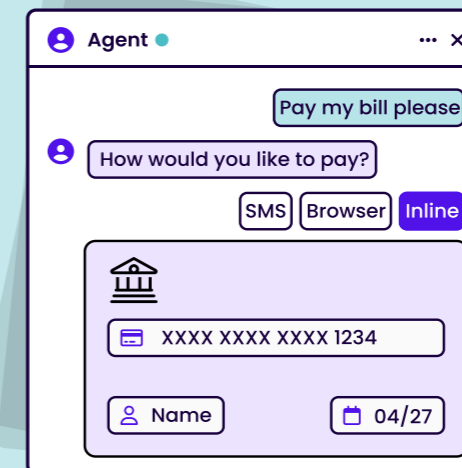 Agent
Pay my bill please
How would you like to pay?
SMS Browser Inline
XXXX XXXX XXXX 1234
Name 04/27